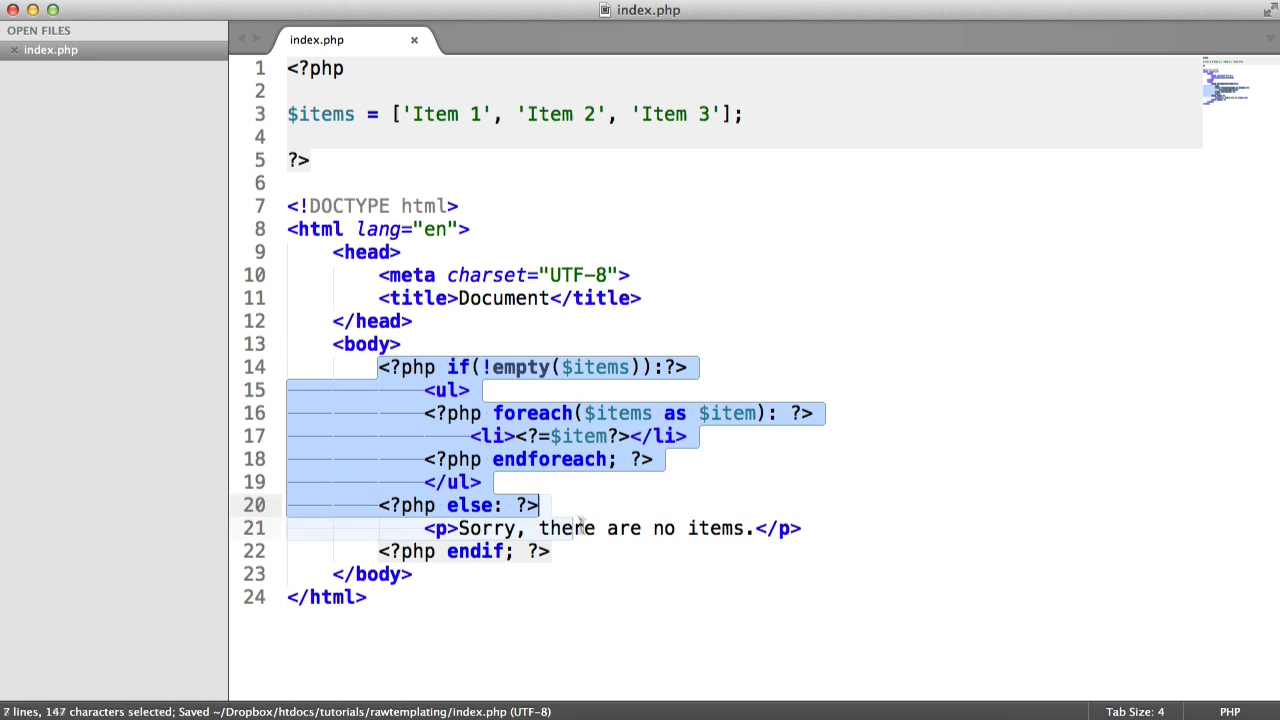 index.php
OPEN FILES
× index.php
index.php ×
1 <?php
2
3 $items = ['Item 1', 'Item 2', 'Item 3'];
4
5 ?>
6
7 <!DOCTYPE html>
8 <html lang="en">
9 <head>
10 <meta charset="UTF-8">
11 <title>Document</title>
12 </head>
13 <body>
14 <?php if(!empty($items)):?>
15 <ul>
16 <?php foreach($items as $item): ?>
17 <li><?=$item?></li>
18 <?php endforeach; ?>
19 </ul>
20 <?php else: ?>
21 <p>Sorry, there are no items.</p>
22 <?php endif; ?>
23 </body>
24 </html>
7 lines, 147 characters selected; Saved ~/Dropbox/htdocs/tutorials/rawtemplating/index.php (UTF-8) Tab Size: 4 PHP